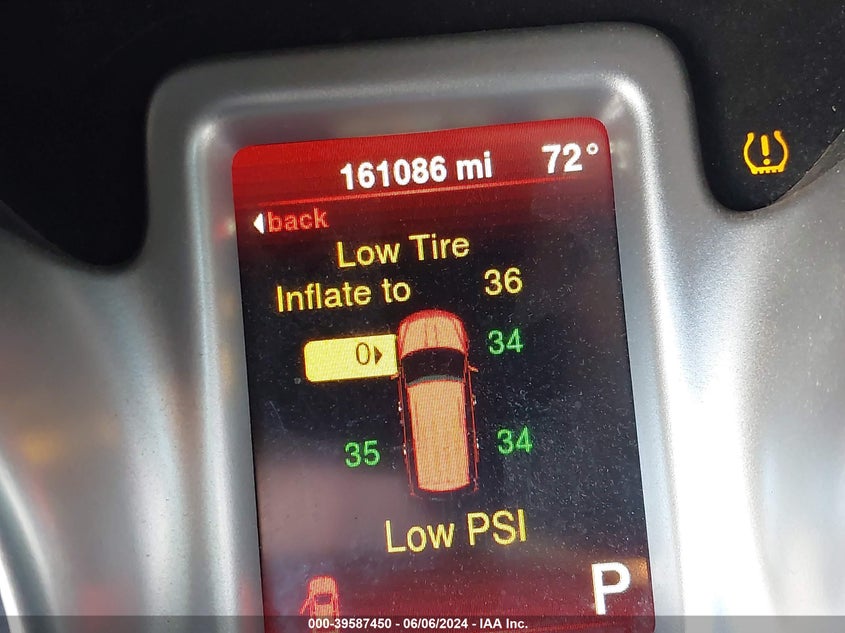 161086 mi 72°
back
Low Tire
Inflate to 36
0 34
35 34
Low PSI
P
000-39587450 - 06/06/2024 - IAA Inc.